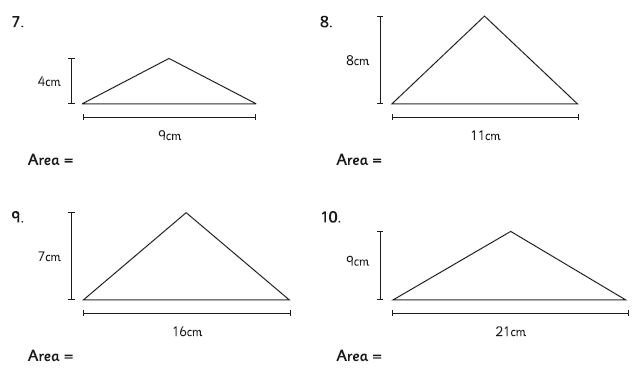 7.
4cm
9cm
Area =
8.
8cm
11cm
Area =
9.
7cm
16cm
Area =
10.
9cm
21cm
Area =